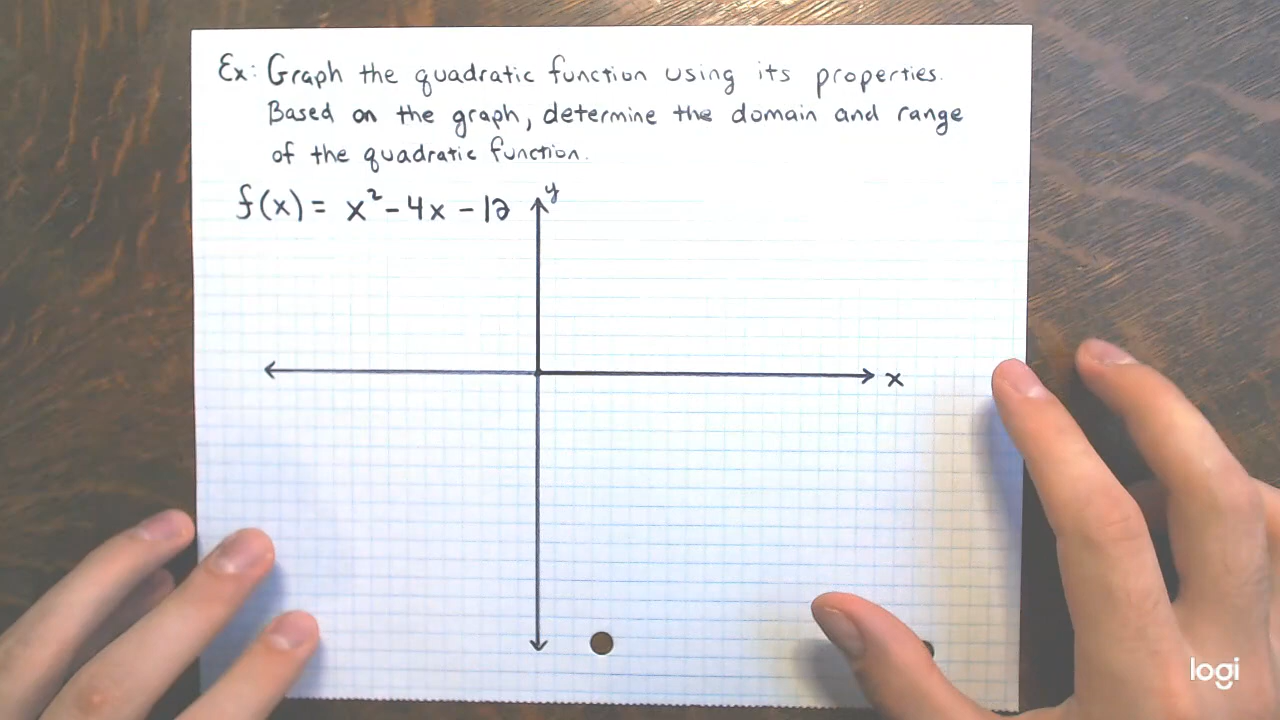 Ex: Graph the quadratic function using its properties.
Based on the graph, determine the domain and range
of the quadratic function.
f(x) = x² - 4x - 12
y
x
logi